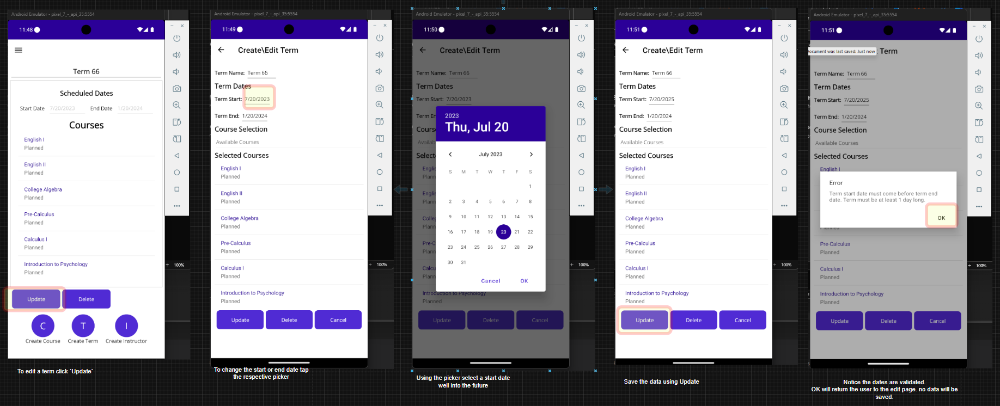 Android Emulator - pixel_7_-_api_35:5554
11:48
Term 66
Scheduled Dates
Start Date 7/20/2023 End Date 1/20/2024
Courses
English I
Planned
English II
Planned
College Algebra
Planned
Pre-Calculus
Planned
Calculus I
Planned
Introduction to Psychology
Planned
Update Delete
C T I
Create Course Create Term Create Instructor
+ 100%
To edit a term click `Update`
Android Emulator - pixel_7_-_api_35:5554
11:49
Create\Edit Term
Term Name: Term 66
Term Dates
Term Start: 7/20/2023
Term End: 1/20/2024
Course Selection
Available Courses
Selected Courses
English I
Planned
English II
Planned
College Algebra
Planned
Pre-Calculus
Planned
Calculus I
Planned
Introduction to Psychology
Planned
Update Delete Cancel
+ 100%
To change the start or end date tap
the respective picker
Android Emulator - pixel_7_-_api_35:5554
11:50
Create\Edit Term
Term Name: Term 66
Term Dates
Term Start: 7/20/2023
2023
Thu, Jul 20
July 2023
S M T W T F S
1
2 3 4 5 6 7 8
9 10 11 12 13 14 15
16 17 18 19 20 21 22
23 24 25 26 27 28 29
30 31
Cancel OK
Introduction to Psychology
Planned
Update Delete Cancel
Using the picker select a start date
well into the future
Android Emulator - pixel_7_-_api_35:5554
11:51
Create\Edit Term
Term Name: Term 66
Term Dates
Term Start: 7/20/2025
Term End: 1/20/2024
Course Selection
Available Courses
Selected Courses
English I
Planned
English II
Planned
College Algebra
Planned
Pre-Calculus
Planned
Calculus I
Planned
Introduction to Psychology
Planned
Update Delete Cancel
+ 100%
Save the data using Update
Android Emulator - pixel_7_-_api_35:5554
11:51
Document was last saved: Just now
Term
Term Name: Term 66
Term Dates
Term Start: 7/20/2025
Term End: 1/20/2024
Course Selection
Available Courses
Selected Courses
English I
Error
Term start date must come before term end
date. Term must be at least 1 day long.
OK
Planned
Pre-Calculus
Planned
Calculus I
Planned
Introduction to Psychology
Planned
Update Delete Cancel
+ 100%
Notice the dates are validated.
OK will return the user to the edit page. no data will be
saved.